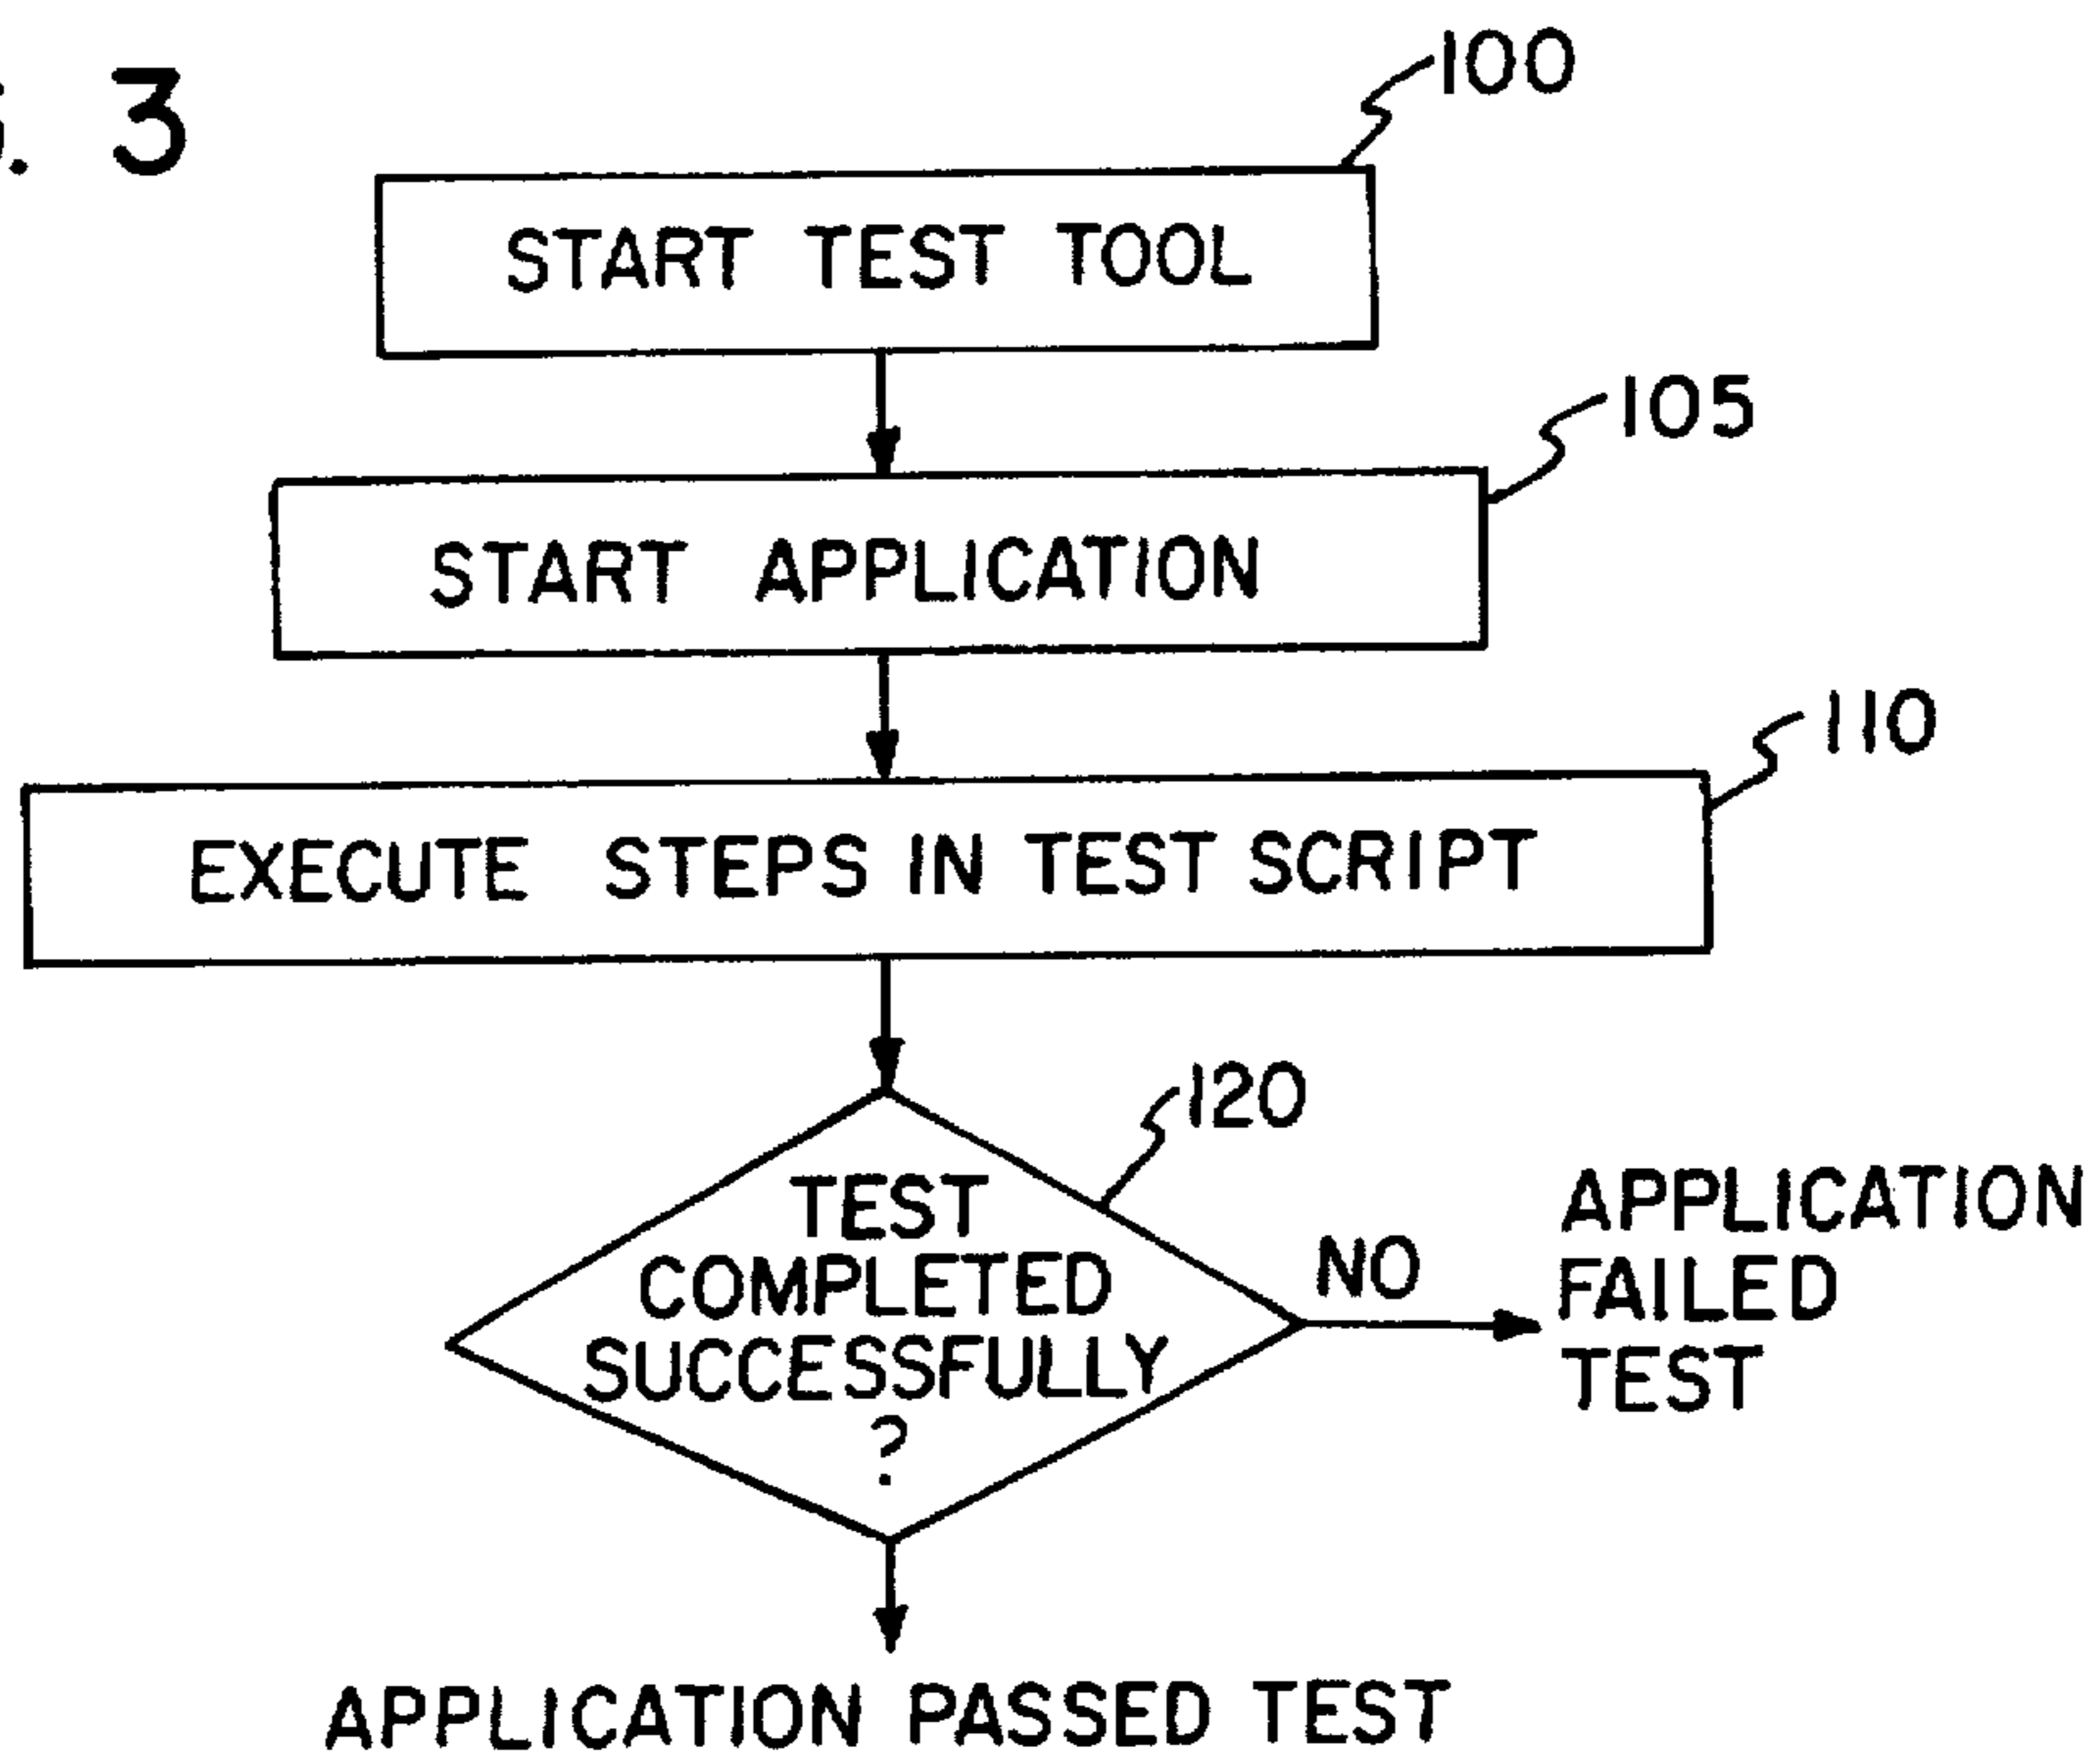 3
100
START TEST TOOL
105
START APPLICATION
110
EXECUTE STEPS IN TEST SCRIPT
120
TEST
COMPLETED
SUCCESSFULLY
?
NO
APPLICATION
FAILED
TEST
APPLICATION PASSED TEST